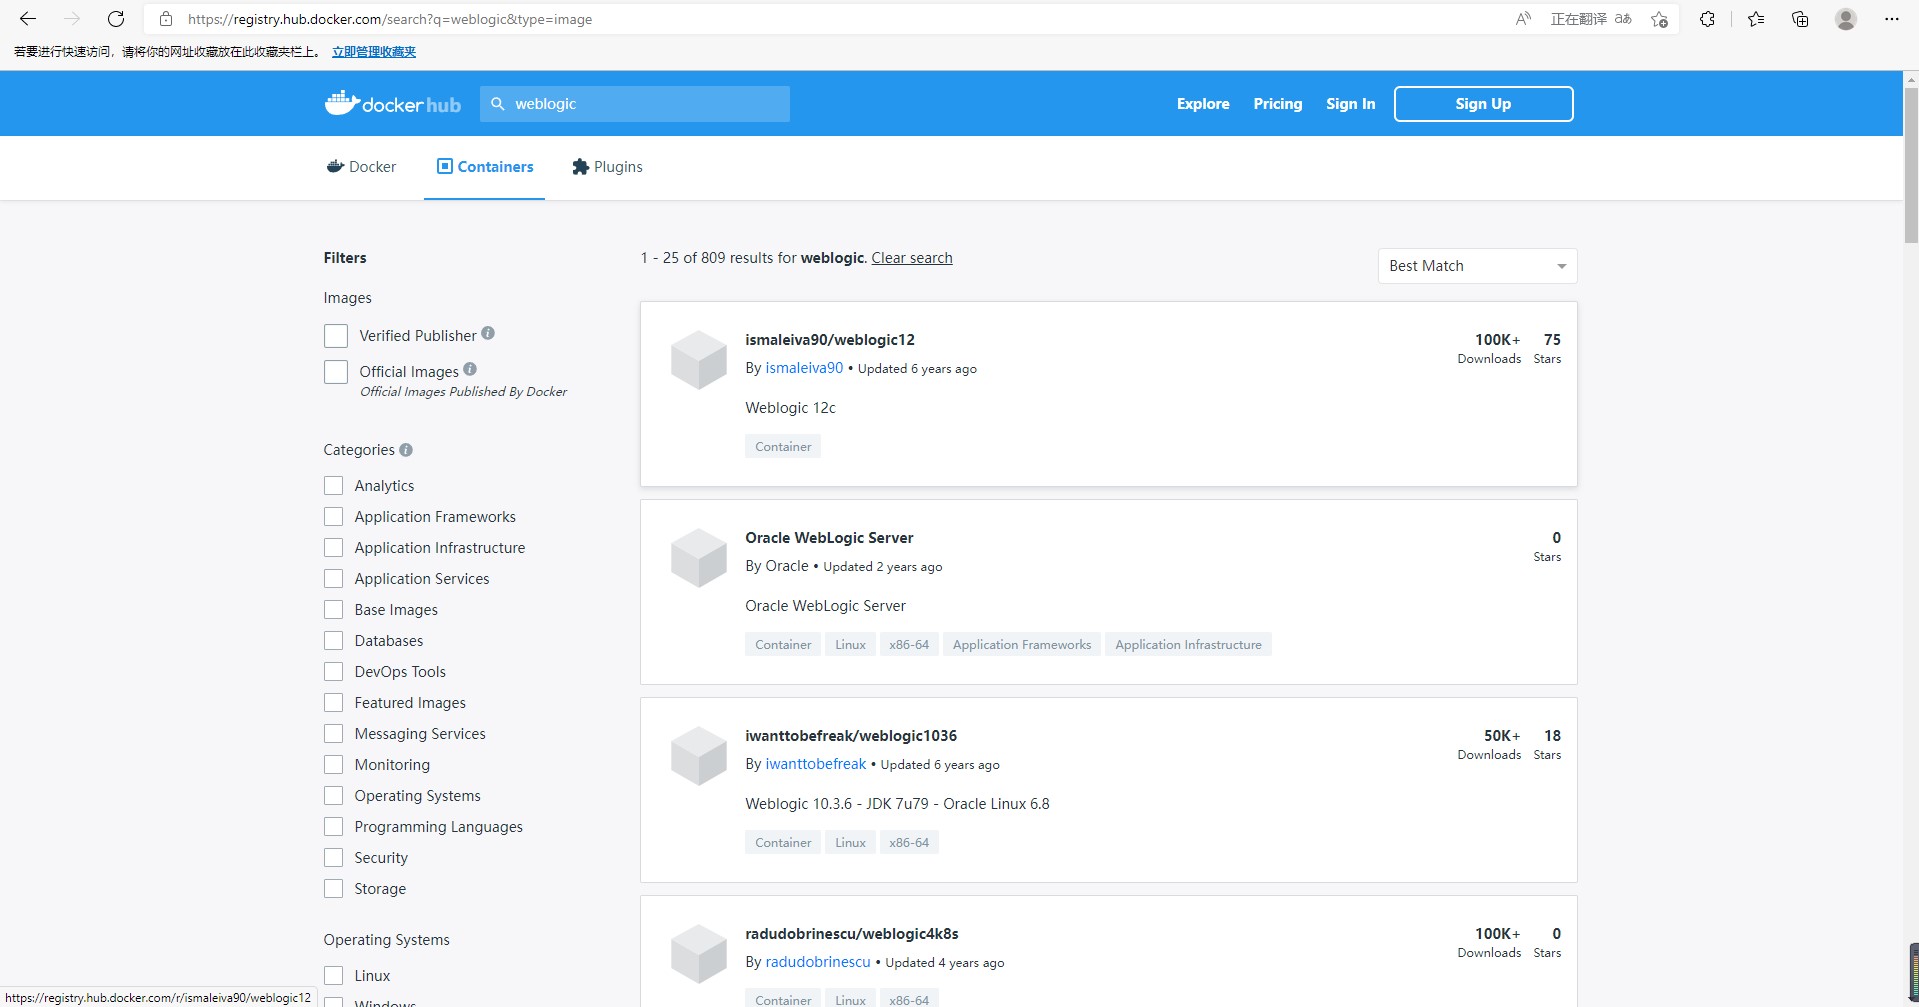 https://registry.hub.docker.com/search?q=weblogic&type=image
正在翻译 aあ
若要进行快速访问，请将你的网址收藏放在此收藏夹栏上。 立即管理收藏夹
docker hub
weblogic
Explore
Pricing
Sign In
Sign Up
Docker
Containers
Plugins
Filters
Images
Verified Publisher
Official Images
Official Images Published By Docker
Categories
Analytics
Application Frameworks
Application Infrastructure
Application Services
Base Images
Databases
DevOps Tools
Featured Images
Messaging Services
Monitoring
Operating Systems
Programming Languages
Security
Storage
Operating Systems
Linux
Windows
1 - 25 of 809 results for weblogic. Clear search
Best Match
ismaleiva90/weblogic12
By ismaleiva90 • Updated 6 years ago
Weblogic 12c
Container
100K+ 75
Downloads Stars
Oracle WebLogic Server
By Oracle • Updated 2 years ago
Oracle WebLogic Server
Container Linux x86-64 Application Frameworks Application Infrastructure
0
Stars
iwanttobefreak/weblogic1036
By iwanttobefreak • Updated 6 years ago
Weblogic 10.3.6 - JDK 7u79 - Oracle Linux 6.8
Container Linux x86-64
50K+ 18
Downloads Stars
radudobrinescu/weblogic4k8s
By radudobrinescu • Updated 4 years ago
Container Linux x86-64
100K+ 0
Downloads Stars
https://registry.hub.docker.com/r/ismaleiva90/weblogic12